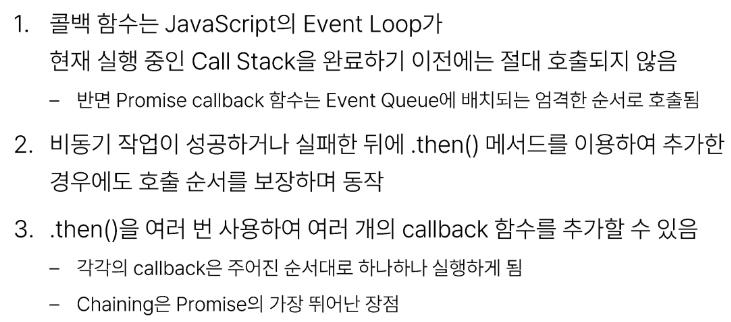 1. 콜백 함수는 JavaScript의 Event Loop가
현재 실행 중인 Call Stack을 완료하기 이전에는 절대 호출되지 않음
– 반면 Promise callback 함수는 Event Queue에 배치되는 엄격한 순서로 호출됨
2. 비동기 작업이 성공하거나 실패한 뒤에 .then() 메서드를 이용하여 추가한
경우에도 호출 순서를 보장하며 동작
3. .then()을 여러 번 사용하여 여러 개의 callback 함수를 추가할 수 있음
– 각각의 callback은 주어진 순서대로 하나하나 실행하게 됨
– Chaining은 Promise의 가장 뛰어난 장점